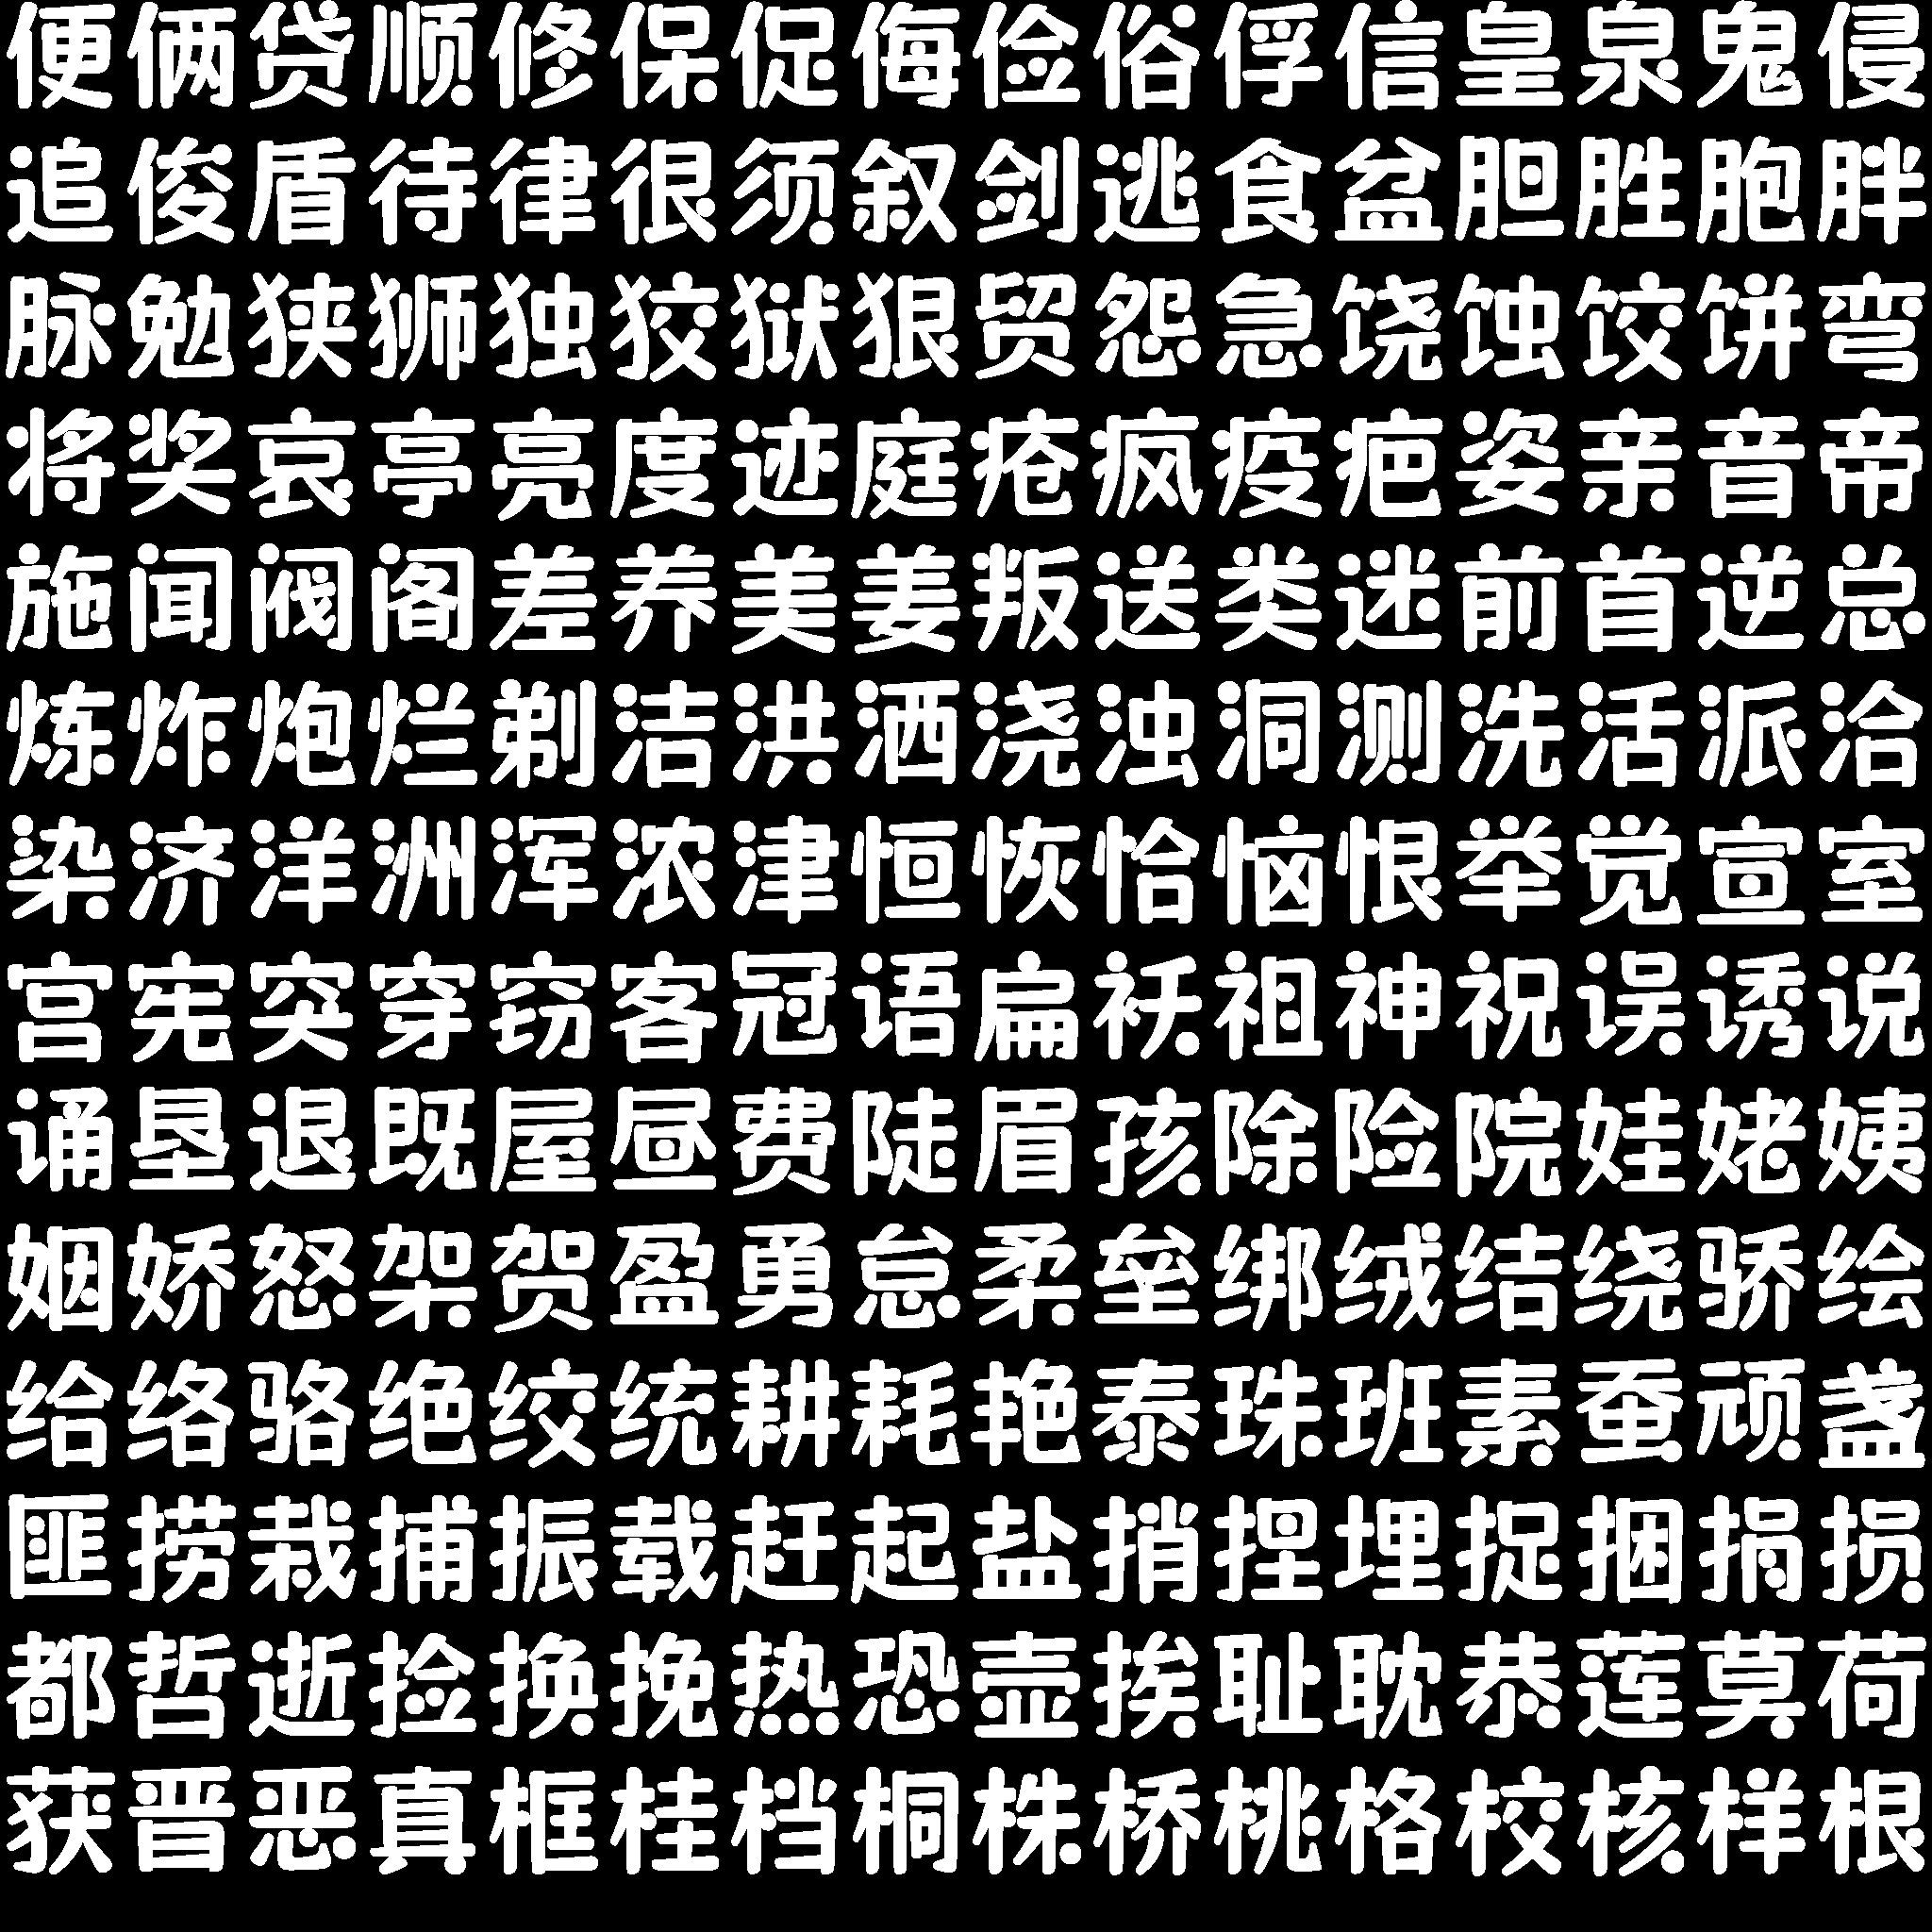 便俩贷顺修保促侮俭俗俘信皇泉鬼侵
追俊盾待律很须叙剑逃食盆胆胜胞胖
脉勉狭狮独狡狱狠贸怨急饶蚀饺饼弯
将奖哀亭亮度迹庭疮疯疫疤姿亲音帝
施闻阀阁差养美姜叛送类迷前首逆总
炼炸炮烂剃洁洪洒浇浊洞测洗活派洽
染济洋洲浑浓津恒恢恰恼恨举觉宣室
宫宪突穿窃客冠语扁袄祖神祝误诱说
诵垦退既屋昼费陡眉孩除险院娃姥姨
姻娇怒架贺盈勇怠柔垒绑绒结绕骄绘
给络骆绝绞统耕耗艳泰珠班素蚕顽盏
匪捞栽捕振载赶起盐捎捏埋捉捆捐损
都哲逝捡换挽热恐壶挨耻耽恭莲莫荷
获晋恶真框桂档桐株桥桃格校核样根